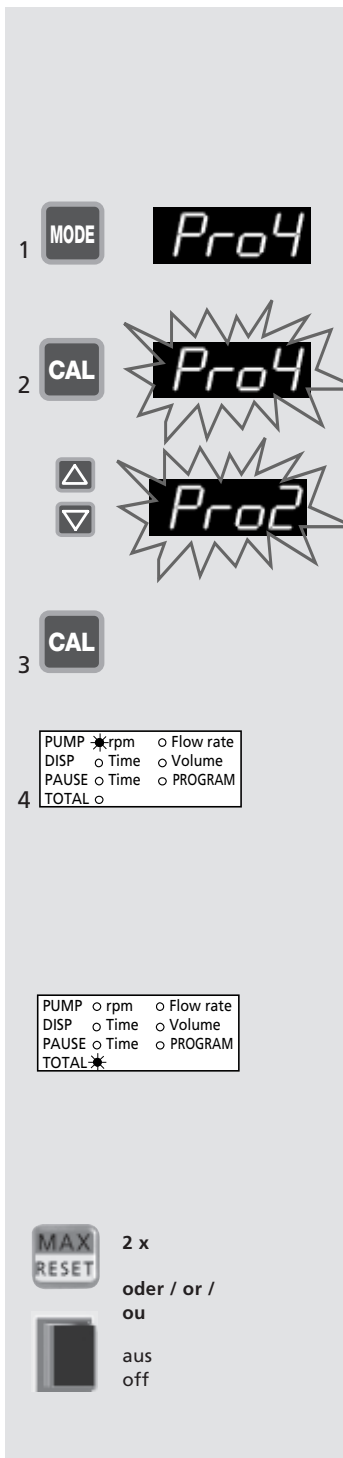 1 MODE Pro4
2 CAL Pro4
Pro2
3 CAL
PUMP rpm Flow rate
DISP Time Volume
PAUSE Time PROGRAM
4 TOTAL
PUMP rpm Flow rate
DISP Time Volume
PAUSE Time PROGRAM
TOTAL
MAX 2 x
RESET
oder / or /
ou
aus
off